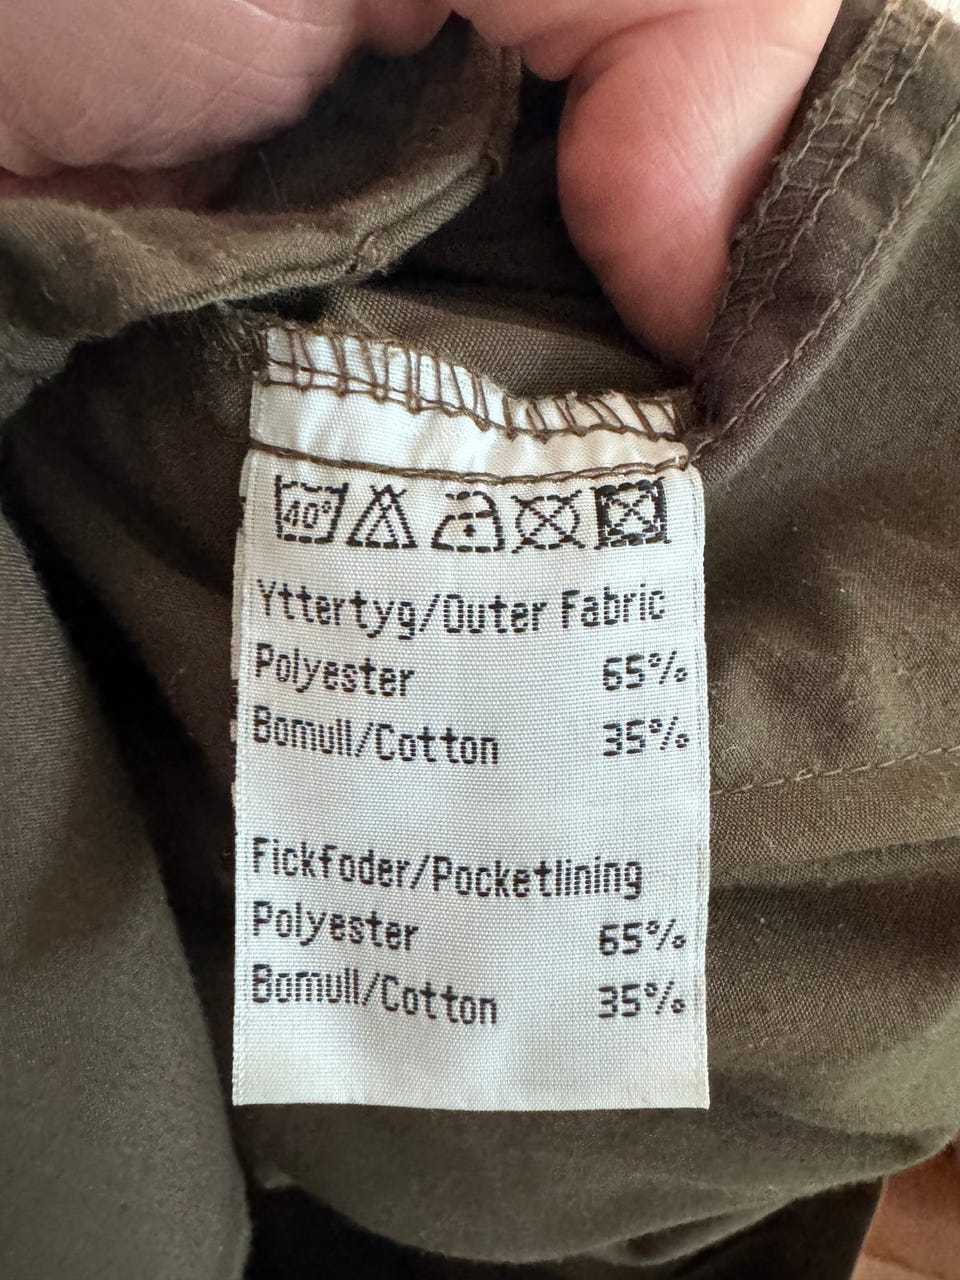 40°
Yttertyg/Outer Fabric
Polyester 65%
Bomull/Cotton 35%
Fickfoder/Pocketlining
Polyester 65%
Bomull/Cotton 35%